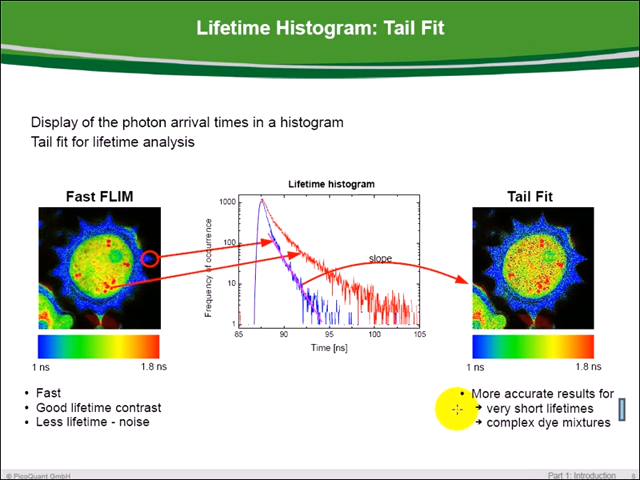 Lifetime Histogram: Tail Fit
Display of the photon arrival times in a histogram
Tail fit for lifetime analysis
Fast FLIM
Lifetime histogram
Tail Fit
Frequency of occurrence
1000
100
10
1
slope
85 90 95 100 105
Time [ns]
1 ns 1.8 ns
1 ns 1.8 ns
• Fast
• Good lifetime contrast
• Less lifetime - noise
• More accurate results for
➔ very short lifetimes
➔ complex dye mixtures
© PicoQuant GmbH
Part 1: Introduction